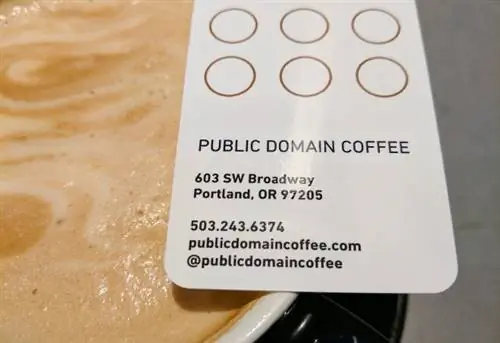 PUBLIC DOMAIN COFFEE
603 SW Broadway
Portland, OR 97205
503.243.6374
publicdomaincoffee.com
@publicdomaincoffee